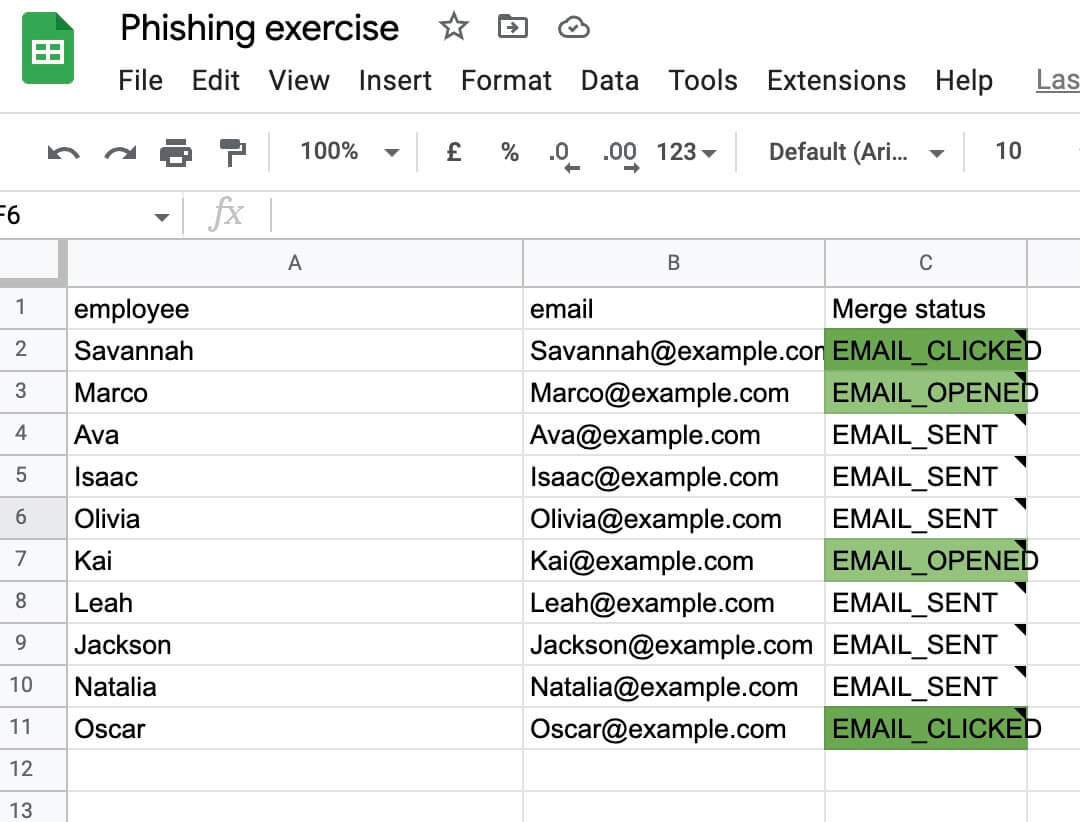 Phishing exercise
File Edit View Insert Format Data Tools Extensions Help Las
100% £ % .0 .00 123 Default (Ari... 10
F6 fx
A B C
1 employee email Merge status
2 Savannah Savannah@example.com EMAIL_CLICKED
3 Marco Marco@example.com EMAIL_OPENED
4 Ava Ava@example.com EMAIL_SENT
5 Isaac Isaac@example.com EMAIL_SENT
6 Olivia Olivia@example.com EMAIL_SENT
7 Kai Kai@example.com EMAIL_OPENED
8 Leah Leah@example.com EMAIL_SENT
9 Jackson Jackson@example.com EMAIL_SENT
10 Natalia Natalia@example.com EMAIL_SENT
11 Oscar Oscar@example.com EMAIL_CLICKED
12
13